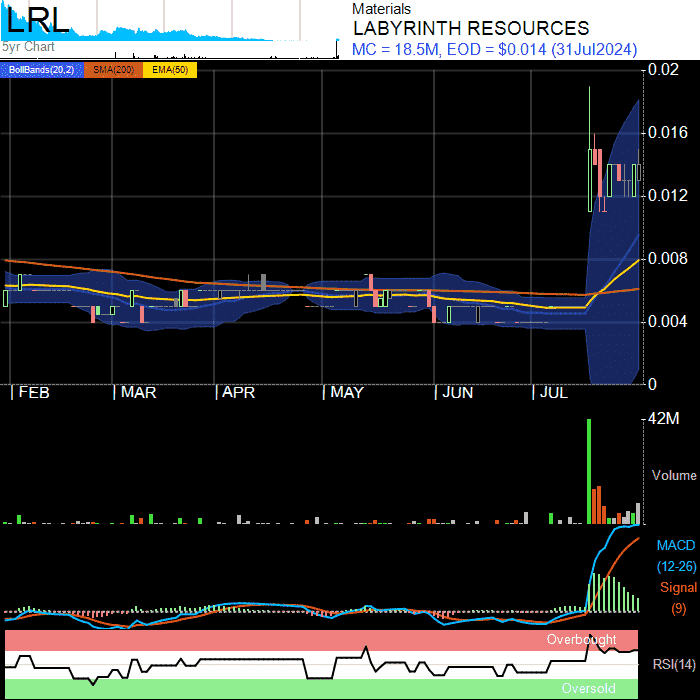 LRL
5yr Chart
Materials
LABYRINTH RESOURCES
MC = 18.5M, EOD = $0.014 (31Jul2024)
BollBands(20,2) SMA(200) EMA(50)
0.02
0.016
0.012
0.008
0.004
0
FEB MAR APR MAY JUN JUL
42M
Volume
MACD
(12-26)
Signal
(9)
Overbought
RSI(14)
Oversold